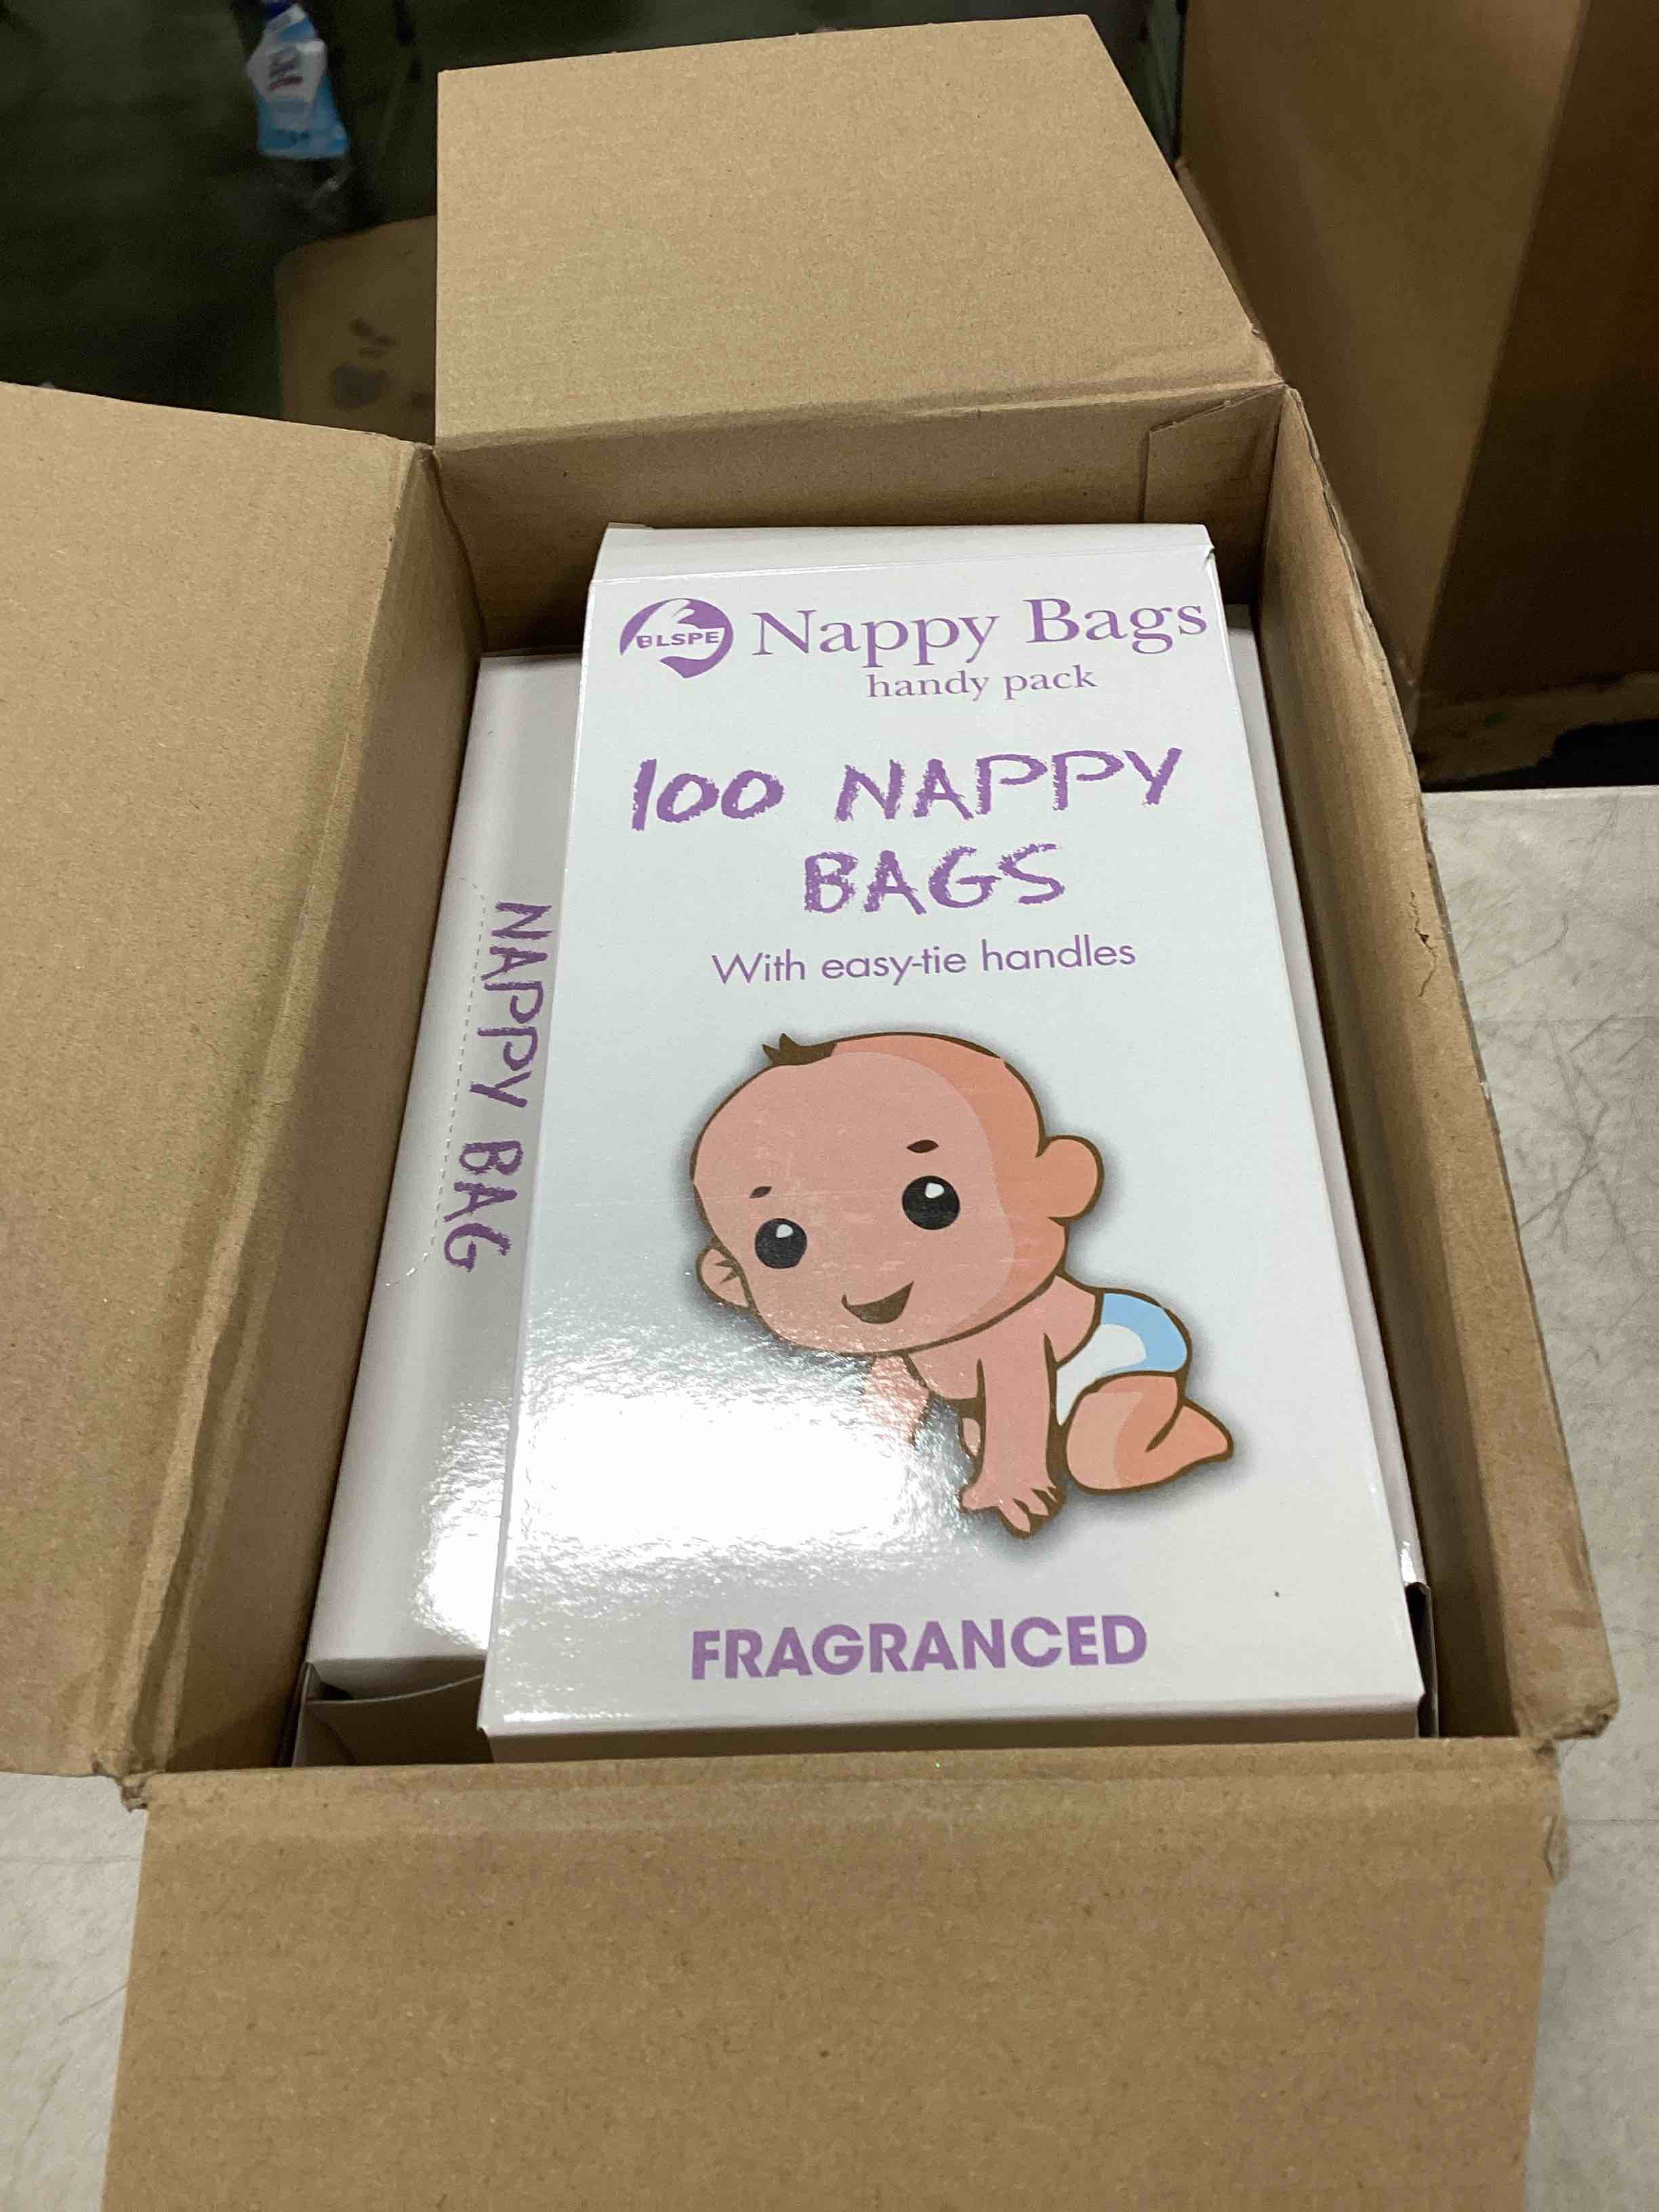 BLSPE
Nappy Bags
handy pack
100 NAPPY
BAGS
With easy-tie handles
FRAGRANCED
NAPPY BAG